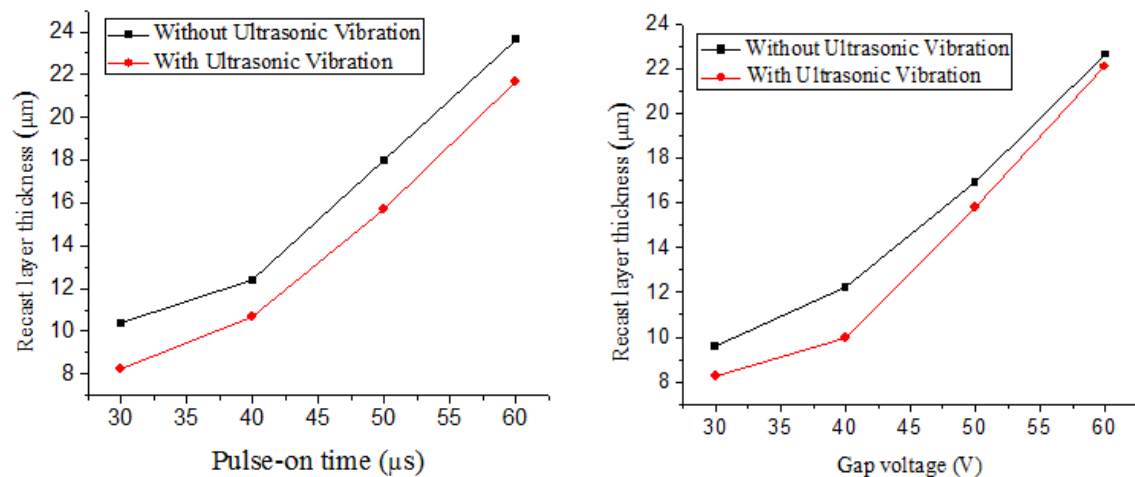 24
22
20
18
16
14
12
10
8
Recast layer thickness (μm)
Without Ultrasonic Vibration
With Ultrasonic Vibration
30 35 40 45 50 55 60
Pulse-on time (μs)
24
22
20
18
16
14
12
10
8
Recast layer thickness (μm)
Without Ultrasonic Vibration
With Ultrasonic Vibration
30 35 40 45 50 55 60
Gap voltage (V)